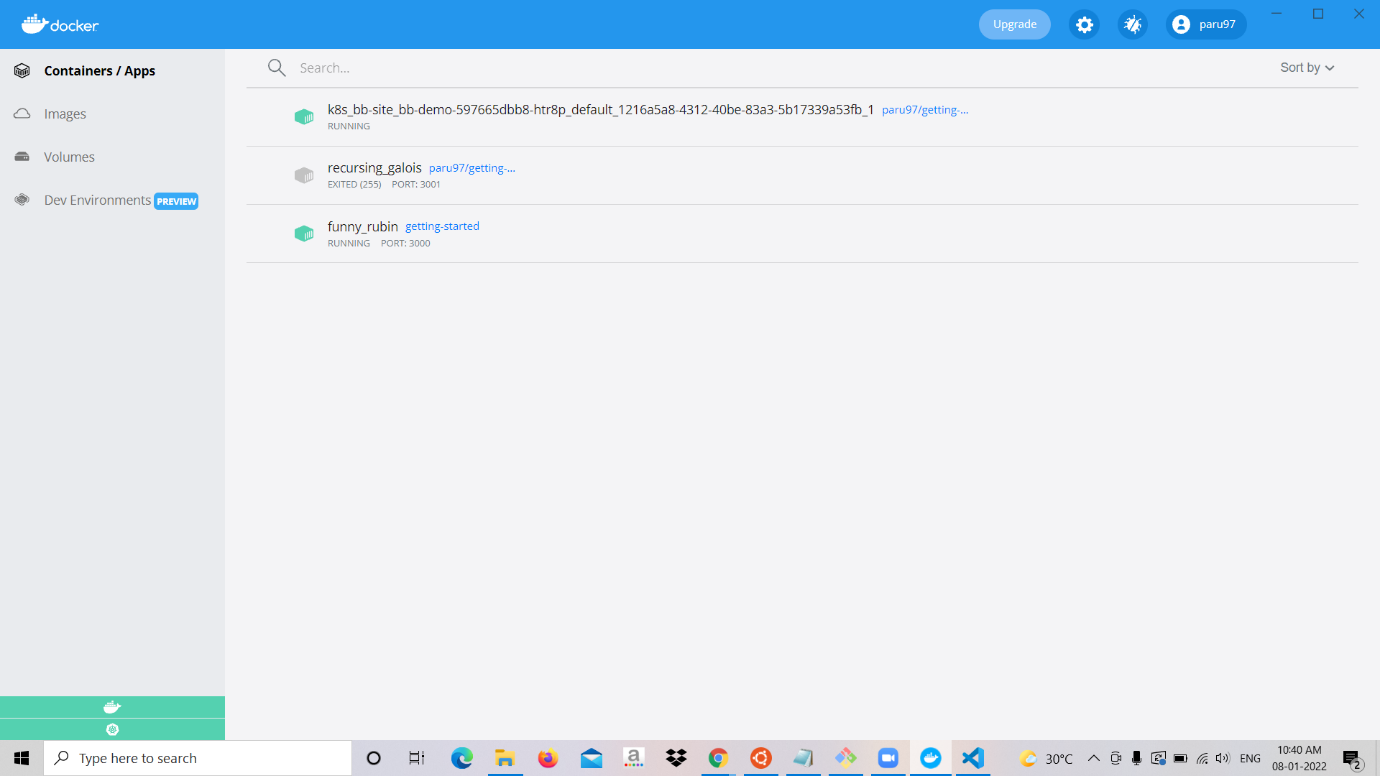 docker
Upgrade
paru97
Containers / Apps
Images
Volumes
Dev Environments PREVIEW
Search...
Sort by
k8s_bb-site_bb-demo-597665dbb8-htr8p_default_1216a5a8-4312-40be-83a3-5b17339a53fb_1 paru97/getting-...
RUNNING
recursing_galois paru97/getting-...
EXITED (255) PORT: 3001
funny_rubin getting-started
RUNNING PORT: 3000
Type here to search
a
30°C
ENG
10:40 AM
08-01-2022
2